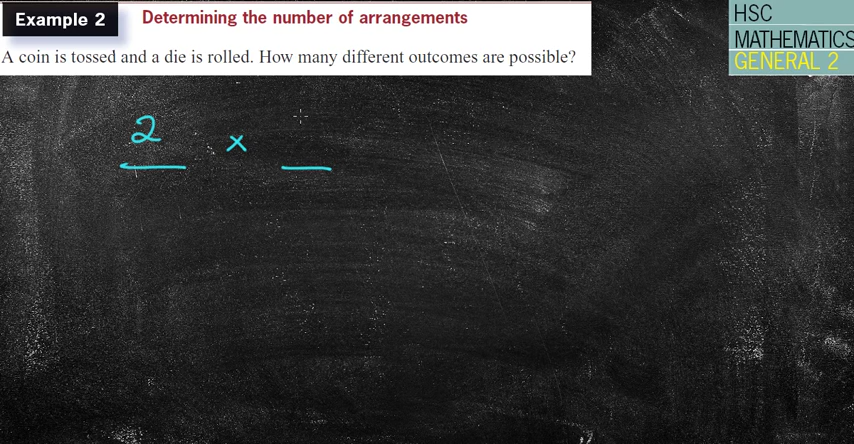 Example 2 Determining the number of arrangements
A coin is tossed and a die is rolled. How many different outcomes are possible?
HSC
MATHEMATICS
GENERAL 2
2 ×